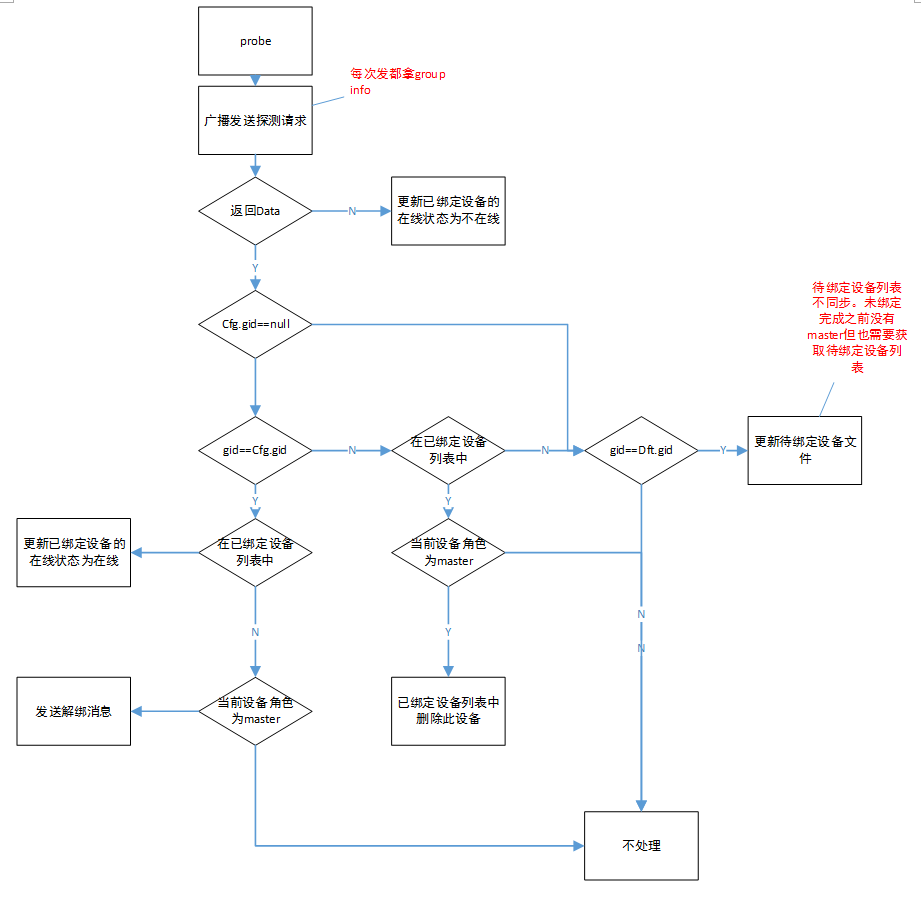 probe
每次发都拿group
info
广播发送探测请求
返回Data
N
更新已绑定设备的
在线状态为不在线
Y
Cfg.gid==null
待绑定设备列表
不同步。未绑定
完成之前没有
master但也需要获
取待绑定设备列
表
gid==Cfg.gid
N
在已绑定设备
列表中
N
gid==Dft.gid
Y
更新待绑定设备文
件
Y
Y
更新已绑定设备的
在线状态为在线
在已绑定设备
列表中
当前设备角色
为master
N
N
Y
N
发送解绑消息
当前设备角色
为master
已绑定设备列表中
删除此设备
不处理